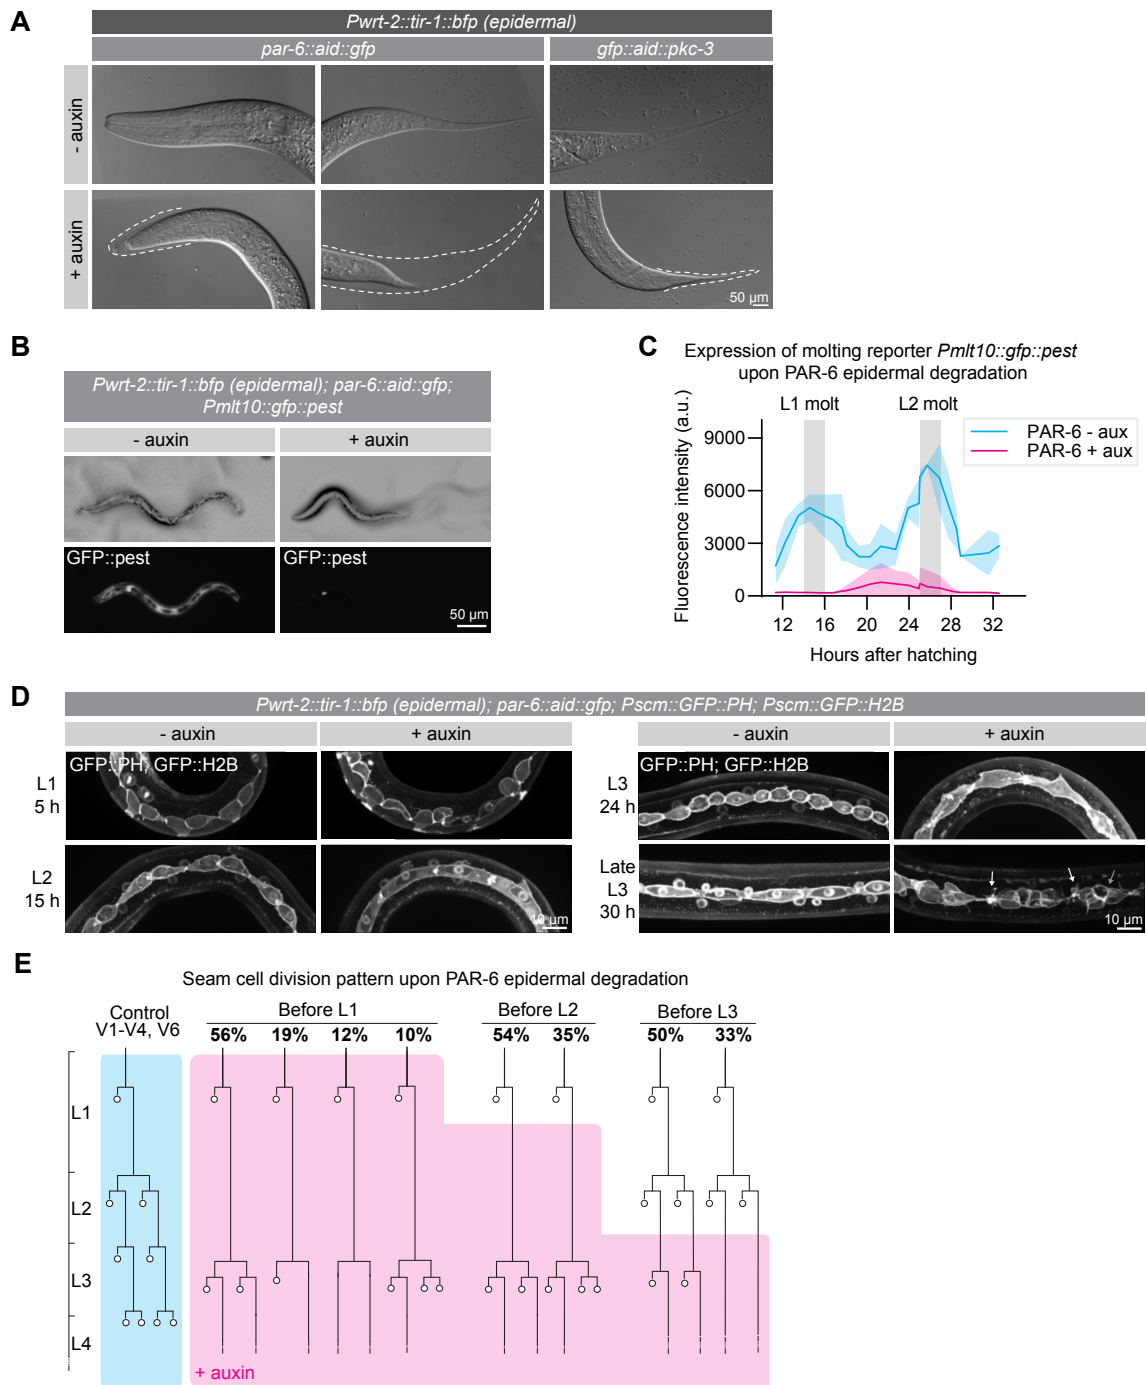 A
Pwrt-2::tir-1::bfp (epidermal)
par-6::aid::gfp
gfp::aid::pkc-3
- auxin
+ auxin
50 µm
B
Pwrt-2::tir-1::bfp (epidermal); par-6::aid::gfp;
Pmlt10::gfp::pest
- auxin
+ auxin
GFP::pest
GFP::pest
50 µm
C
Expression of molting reporter Pmlt10::gfp::pest
upon PAR-6 epidermal degradation
L1 molt
L2 molt
PAR-6 - aux
PAR-6 + aux
Fluorescence intensity (a.u.)
9000
6000
3000
0
12 16 20 24 28 32
Hours after hatching
D
Pwrt-2::tir-1::bfp (epidermal); par-6::aid::gfp; Pscm::GFP::PH; Pscm::GFP::H2B
- auxin
+ auxin
- auxin
+ auxin
GFP::PH; GFP::H2B
L1
5 h
L2
15 h
10 µm
GFP::PH; GFP::H2B
L3
24 h
Late
L3
30 h
10 µm
E
Seam cell division pattern upon PAR-6 epidermal degradation
Control
V1-V4, V6
Before L1
56% 19% 12% 10%
Before L2
54% 35%
Before L3
50% 33%
L1
L2
L3
L4
+ auxin